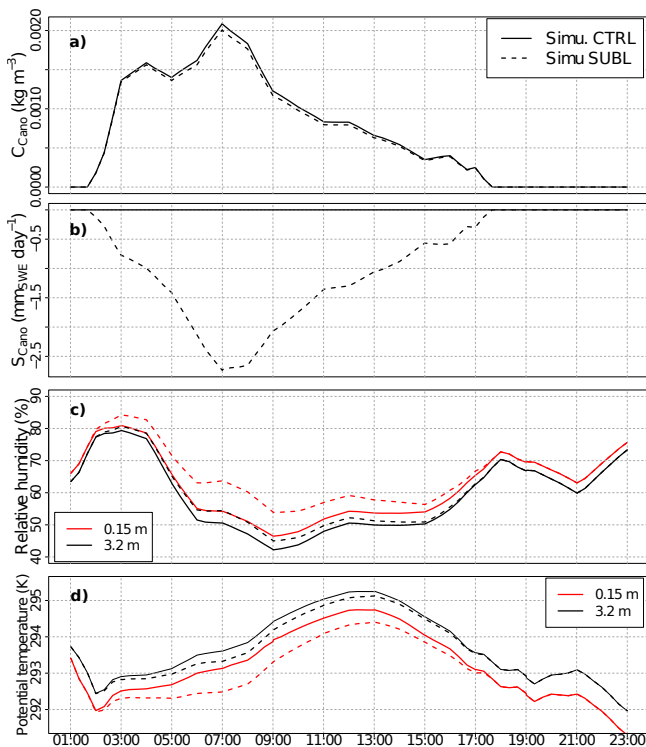 a)
Simu. CTRL
Simu SUBL
C_Cano (kg m⁻³)
0.0020
0.0010
0.0000
b)
S_Cano (mm_SWE day⁻¹)
-0.5
-1.5
-2.5
c)
Relative humidity (%)
90
80
70
60
50
40
0.15 m
3.2 m
d)
Potential temperature (K)
295
294
293
292
0.15 m
3.2 m
01:00 03:00 05:00 07:00 09:00 11:00 13:00 15:00 17:00 19:00 21:00 23:00